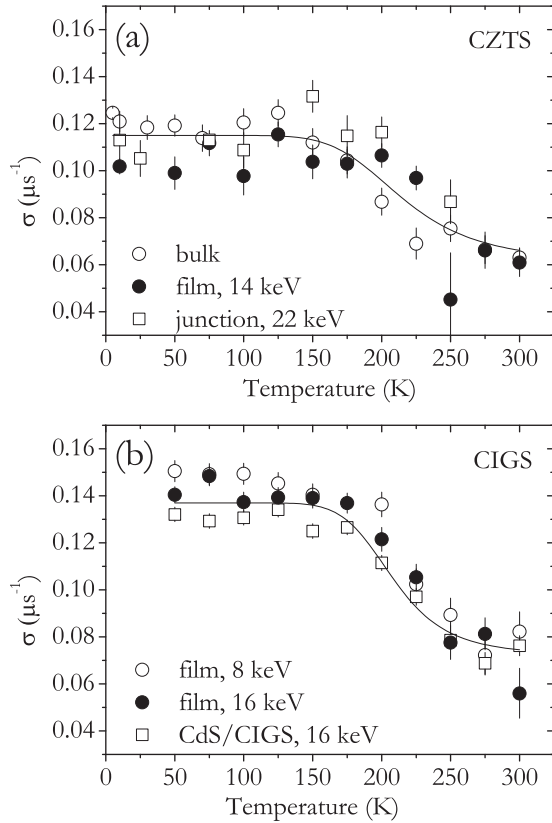 (a)
CZTS
0.16
0.14
0.12
0.10
0.08
0.06
0.04
σ (μs⁻¹)
bulk
film, 14 keV
junction, 22 keV
0 50 100 150 200 250 300
Temperature (K)
(b)
CIGS
0.16
0.14
0.12
0.10
0.08
0.06
0.04
σ (μs⁻¹)
film, 8 keV
film, 16 keV
CdS/CIGS, 16 keV
0 50 100 150 200 250 300
Temperature (K)